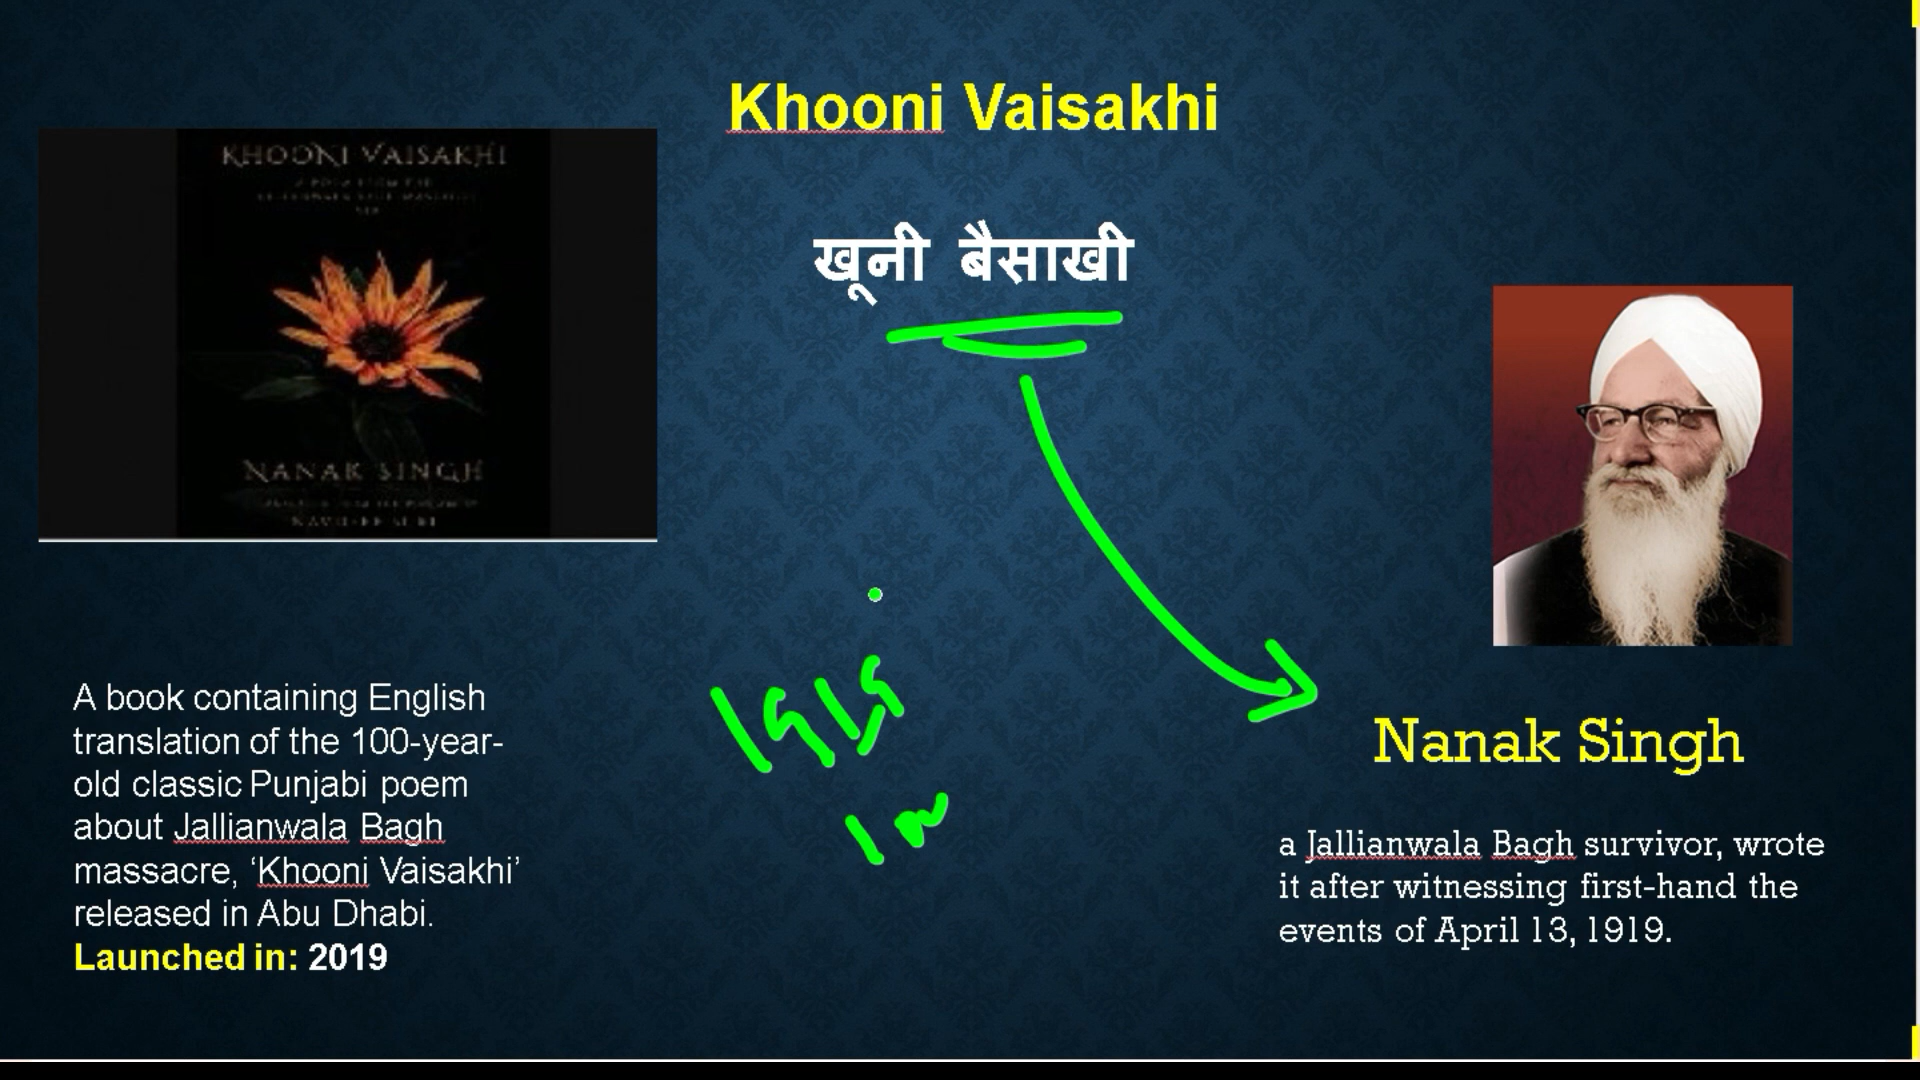 Khooni Vaisakhi
KHOONI VAISAKHI
खूनी बैसाखी
NANAK SINGH
A book containing English
translation of the 100-year-
old classic Punjabi poem
about Jallianwala Bagh
massacre, ‘Khooni Vaisakhi’
released in Abu Dhabi.
Launched in: 2019
1919
Nanak Singh
a Jallianwala Bagh survivor, wrote
it after witnessing first-hand the
events of April 13, 1919.